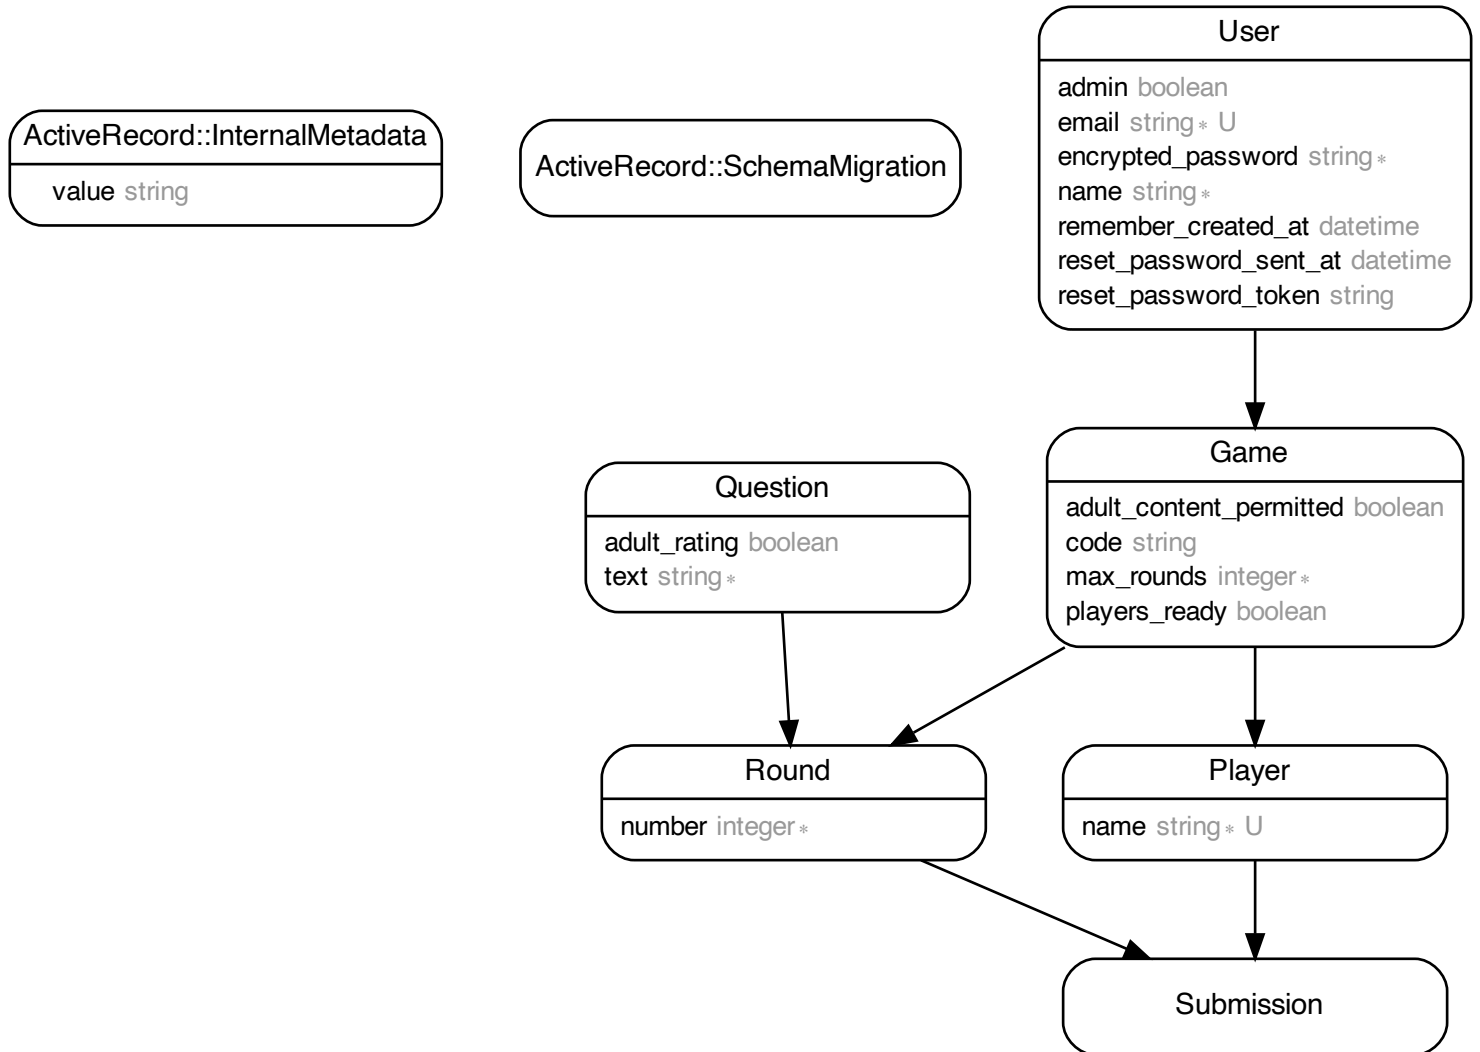 User
admin boolean
email string* U
encrypted_password string*
name string*
remember_created_at datetime
reset_password_sent_at datetime
reset_password_token string
ActiveRecord::InternalMetadata
value string
ActiveRecord::SchemaMigration
Game
adult_content_permitted boolean
code string
max_rounds integer*
players_ready boolean
Question
adult_rating boolean
text string*
Round
number integer*
Player
name string* U
Submission